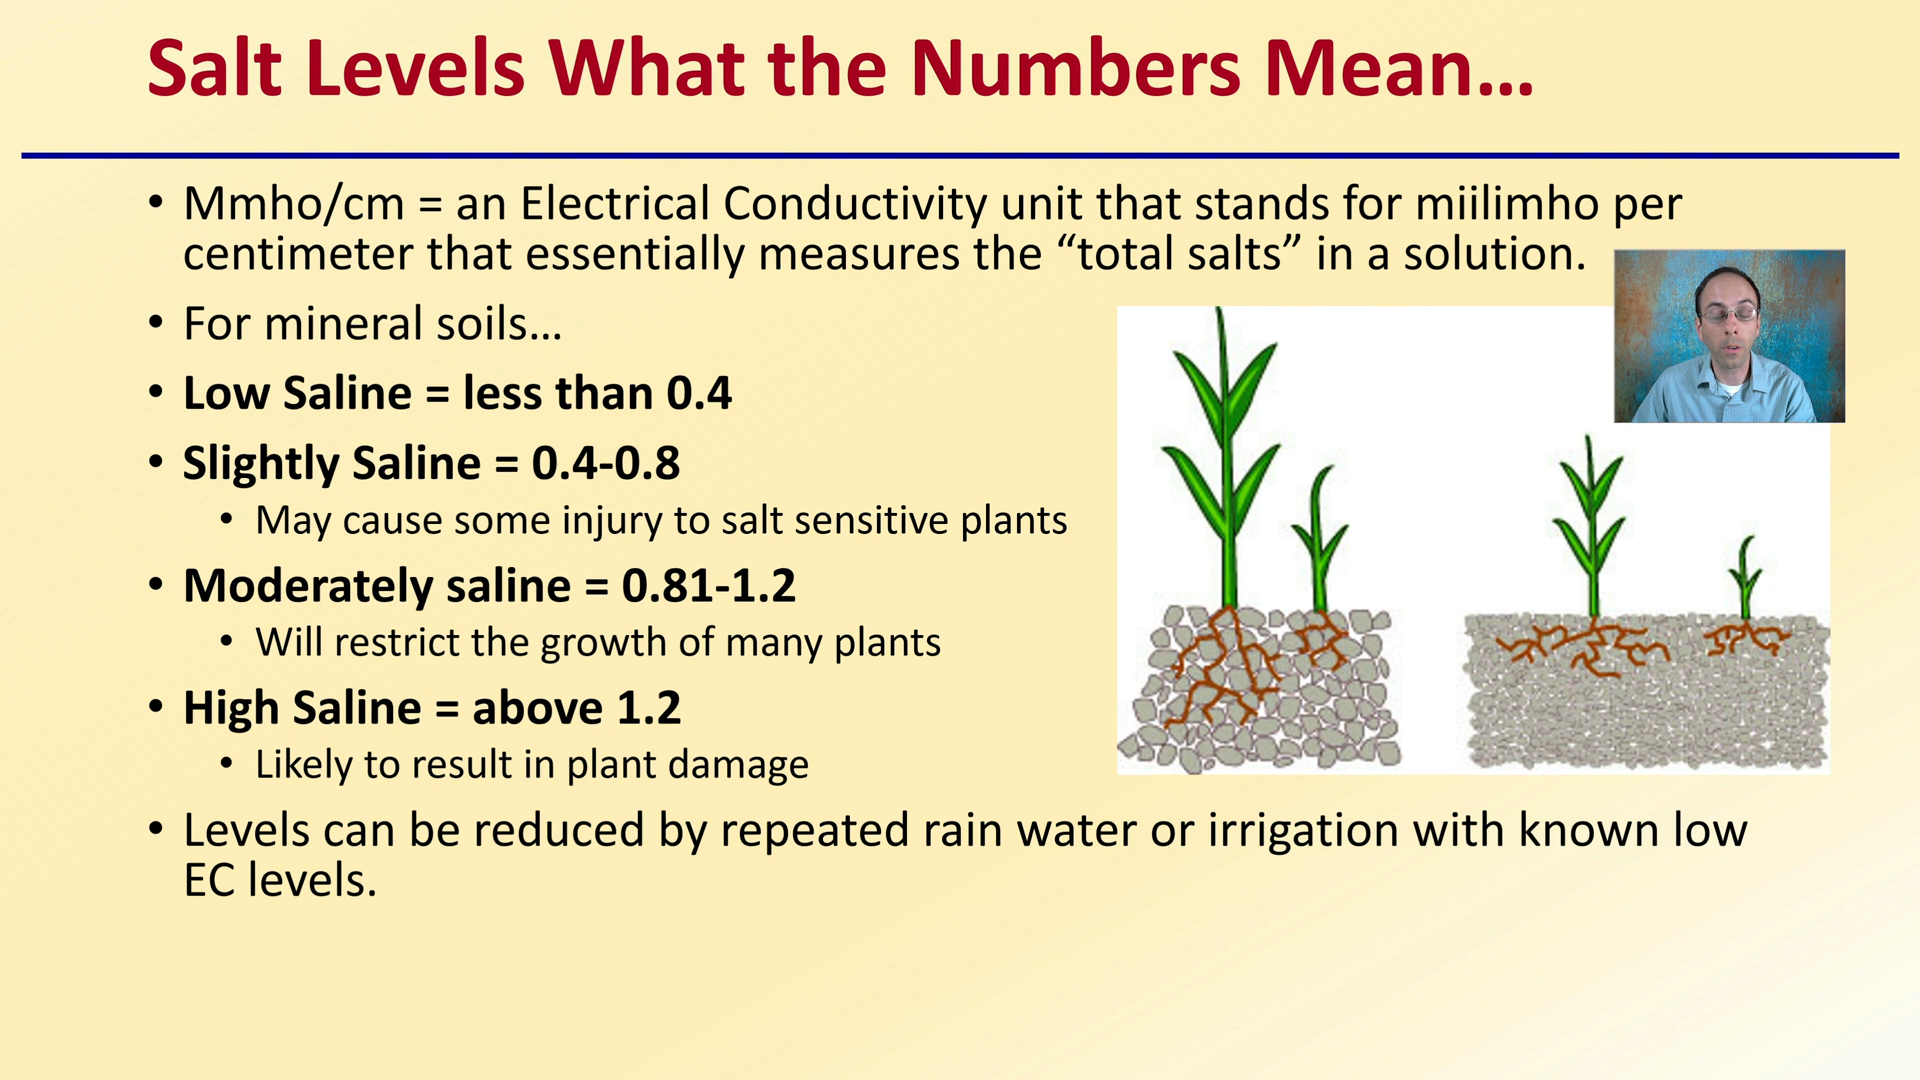 Salt Levels What the Numbers Mean...
• Mmho/cm = an Electrical Conductivity unit that stands for miilimho per
centimeter that essentially measures the “total salts” in a solution.
• For mineral soils...
• Low Saline = less than 0.4
• Slightly Saline = 0.4-0.8
• May cause some injury to salt sensitive plants
• Moderately saline = 0.81-1.2
• Will restrict the growth of many plants
• High Saline = above 1.2
• Likely to result in plant damage
• Levels can be reduced by repeated rain water or irrigation with known low
EC levels.